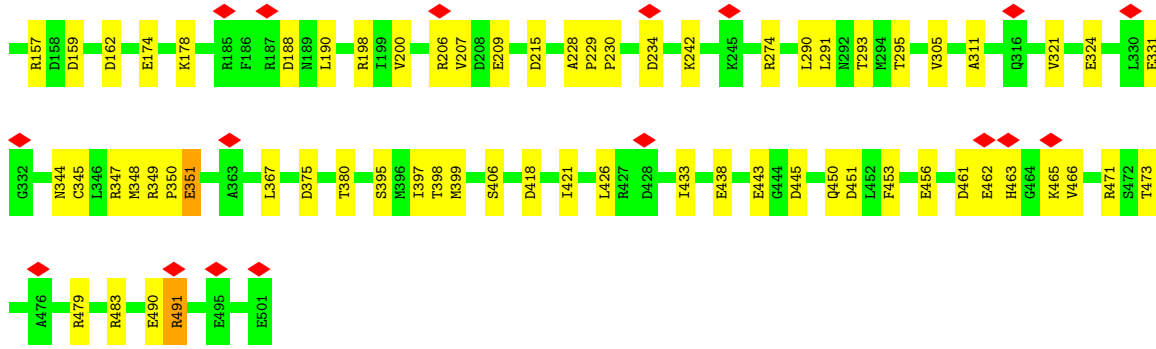 R157 D158 D159 D162 E174 K178 R185 F186 R187 D188 N189 L190 R198 I199 V200 R206 V207 D208 E209 D215 A228 P229 P230 D234 K242 K245 R274 L290 L291 N292 T293 M294 T295 V305 A311 Q316 V321 E324 L330 E331
G332 N344 C345 L346 R347 M348 R349 P350 E351 A363 L367 D375 T380 S395 M396 I397 T398 M399 S406 D418 I421 L426 R427 D428 I433 E438 E443 G444 D445 Q450 D451 L452 F453 E456 D461 E462 H463 G464 K465 V466 R471 S472 T473
A476 R479 R483 E490 R491 E495 E501